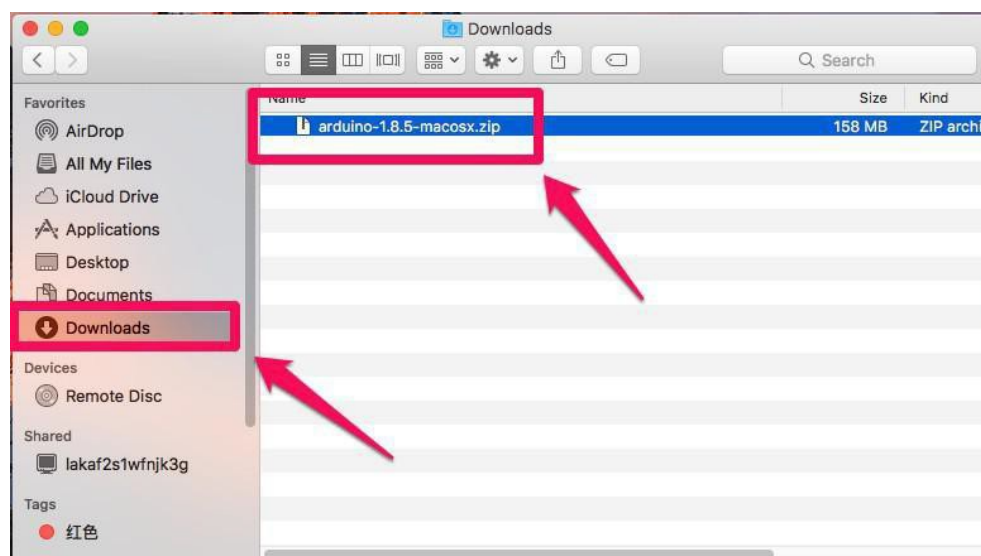 Downloads
Search
Favorites
AirDrop
All My Files
iCloud Drive
Applications
Desktop
Documents
Downloads
Devices
Remote Disc
Shared
lakaf2s1wfnjk3g
Tags
红色
Name Size Kind
arduino-1.8.5-macosx.zip 158 MB ZIP archi